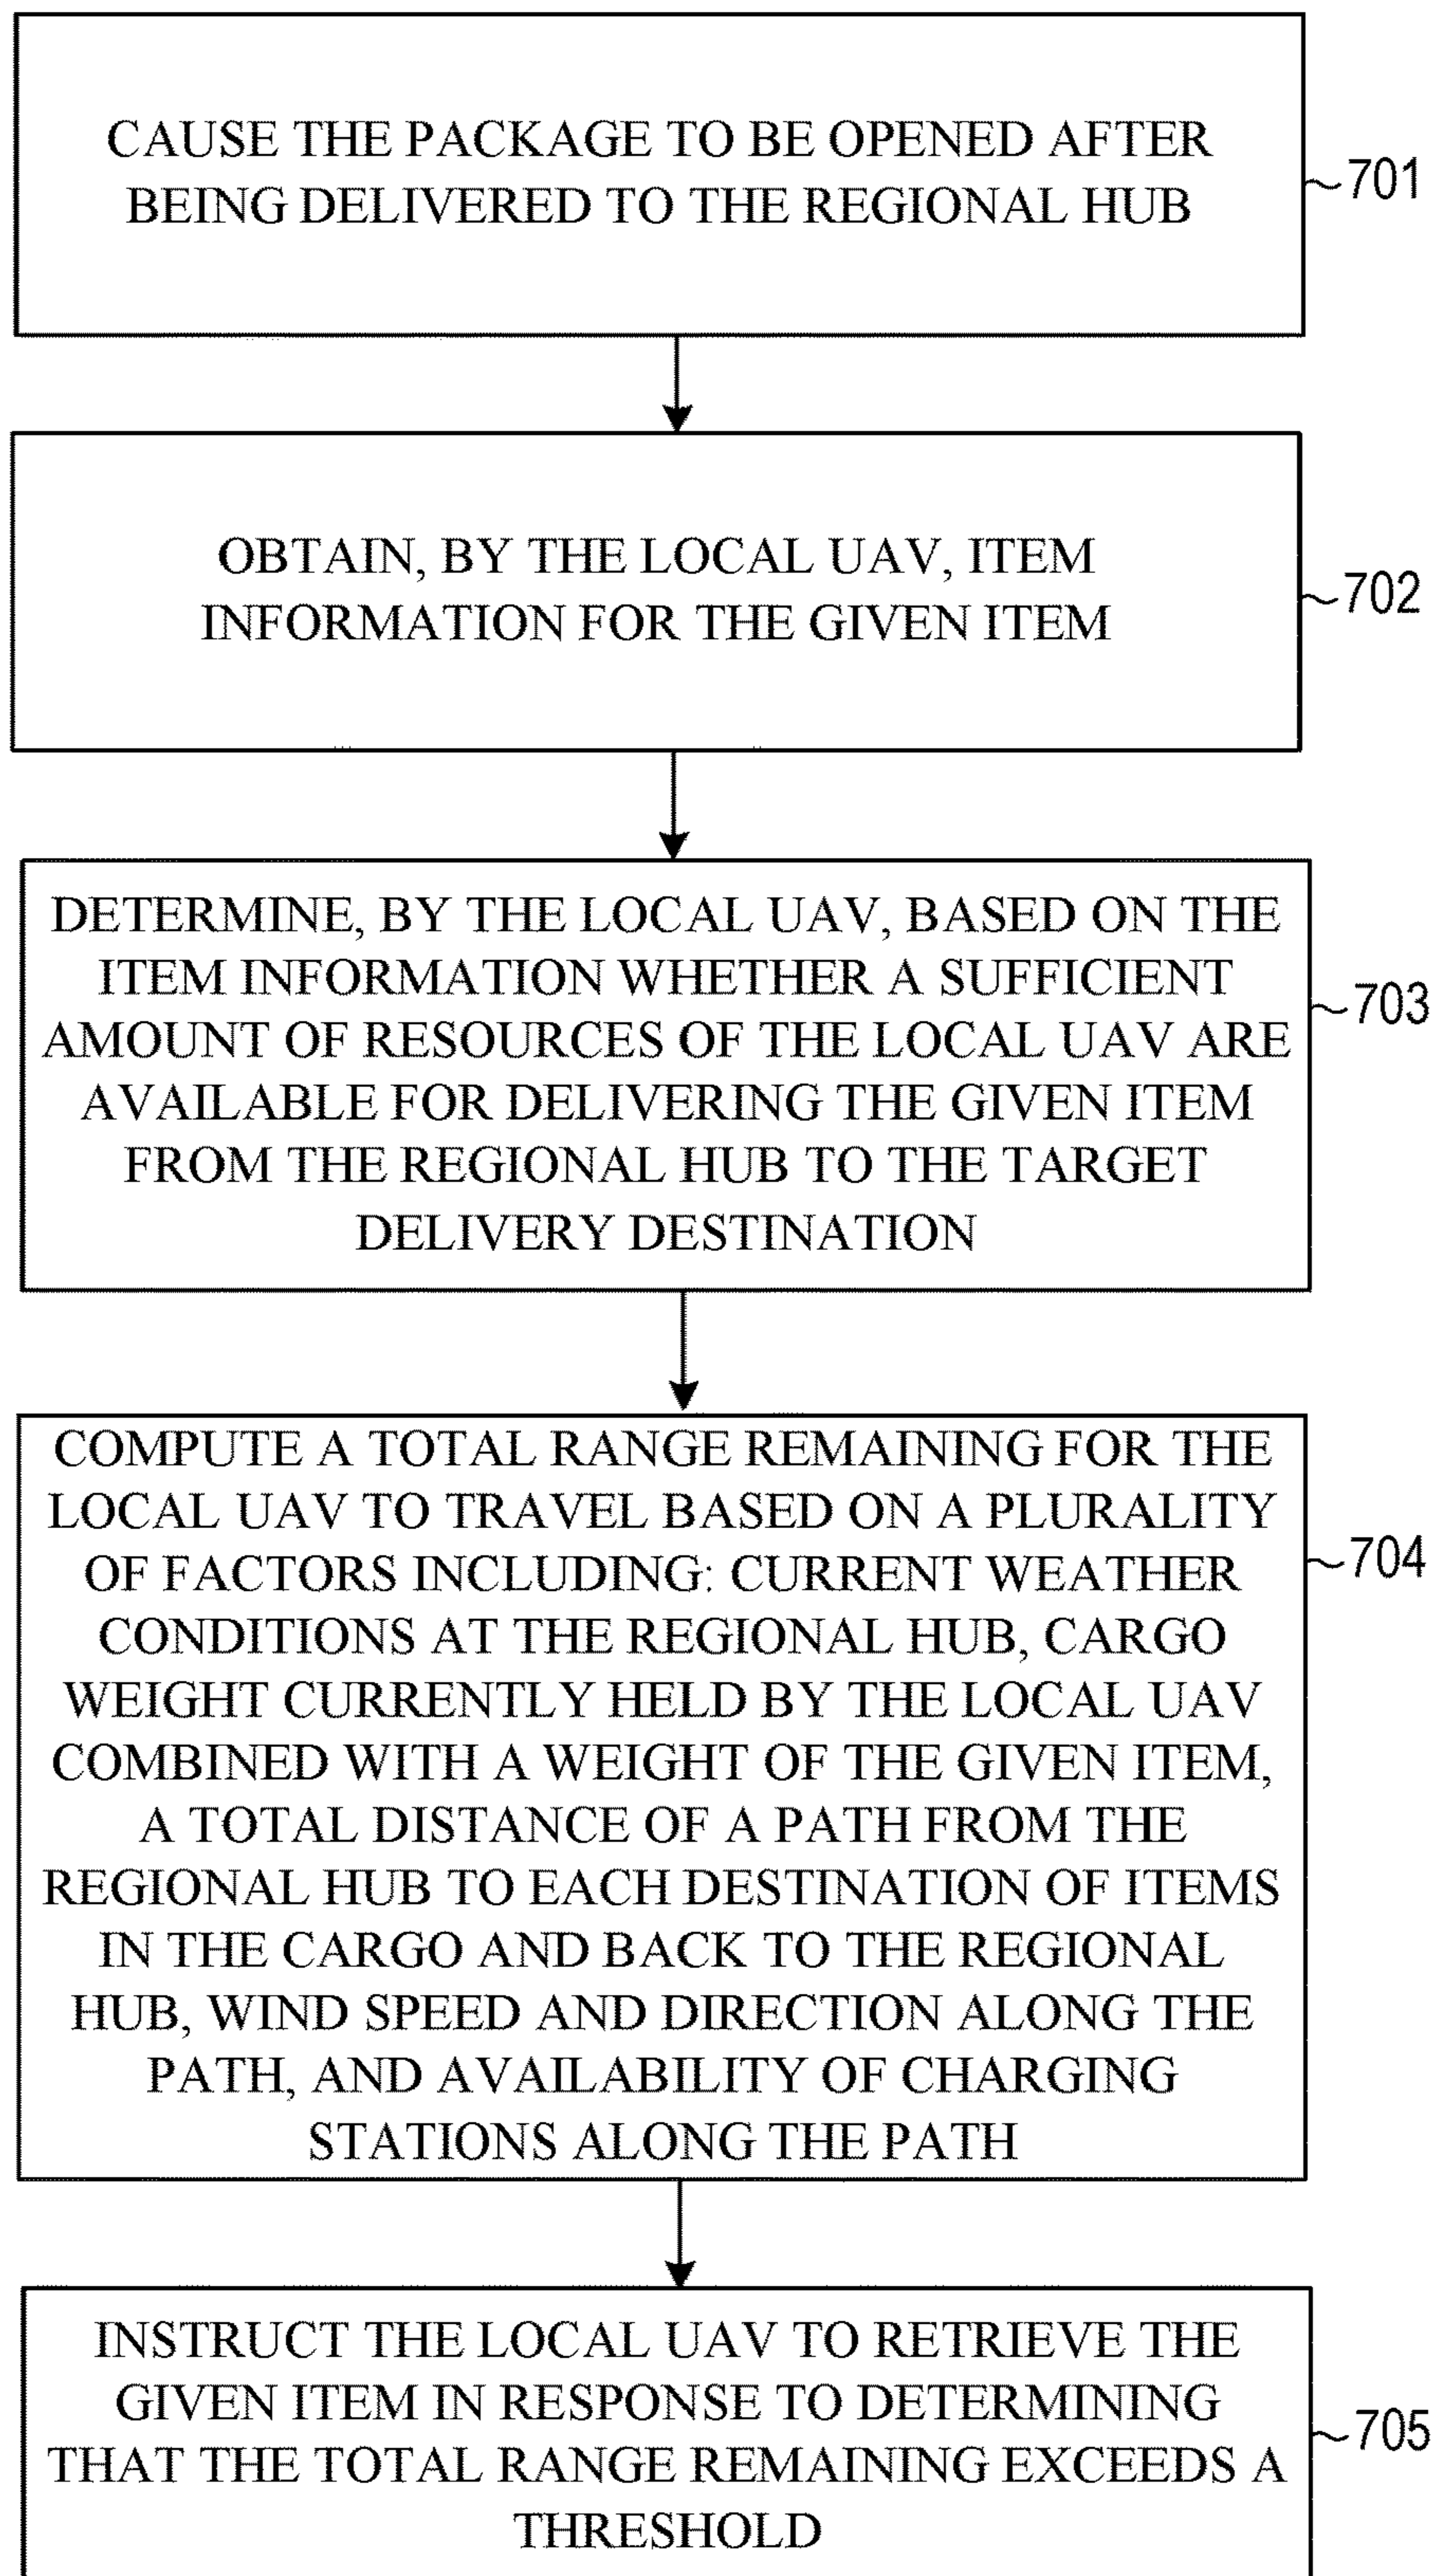 CAUSE THE PACKAGE TO BE OPENED AFTER
BEING DELIVERED TO THE REGIONAL HUB
701
OBTAIN, BY THE LOCAL UAV, ITEM
INFORMATION FOR THE GIVEN ITEM
702
DETERMINE, BY THE LOCAL UAV, BASED ON THE
ITEM INFORMATION WHETHER A SUFFICIENT
AMOUNT OF RESOURCES OF THE LOCAL UAV ARE
AVAILABLE FOR DELIVERING THE GIVEN ITEM
FROM THE REGIONAL HUB TO THE TARGET
DELIVERY DESTINATION
703
COMPUTE A TOTAL RANGE REMAINING FOR THE
LOCAL UAV TO TRAVEL BASED ON A PLURALITY
OF FACTORS INCLUDING: CURRENT WEATHER
CONDITIONS AT THE REGIONAL HUB, CARGO
WEIGHT CURRENTLY HELD BY THE LOCAL UAV
COMBINED WITH A WEIGHT OF THE GIVEN ITEM,
A TOTAL DISTANCE OF A PATH FROM THE
REGIONAL HUB TO EACH DESTINATION OF ITEMS
IN THE CARGO AND BACK TO THE REGIONAL
HUB, WIND SPEED AND DIRECTION ALONG THE
PATH, AND AVAILABILITY OF CHARGING
STATIONS ALONG THE PATH
704
INSTRUCT THE LOCAL UAV TO RETRIEVE THE
GIVEN ITEM IN RESPONSE TO DETERMINING
THAT THE TOTAL RANGE REMAINING EXCEEDS A
THRESHOLD
705